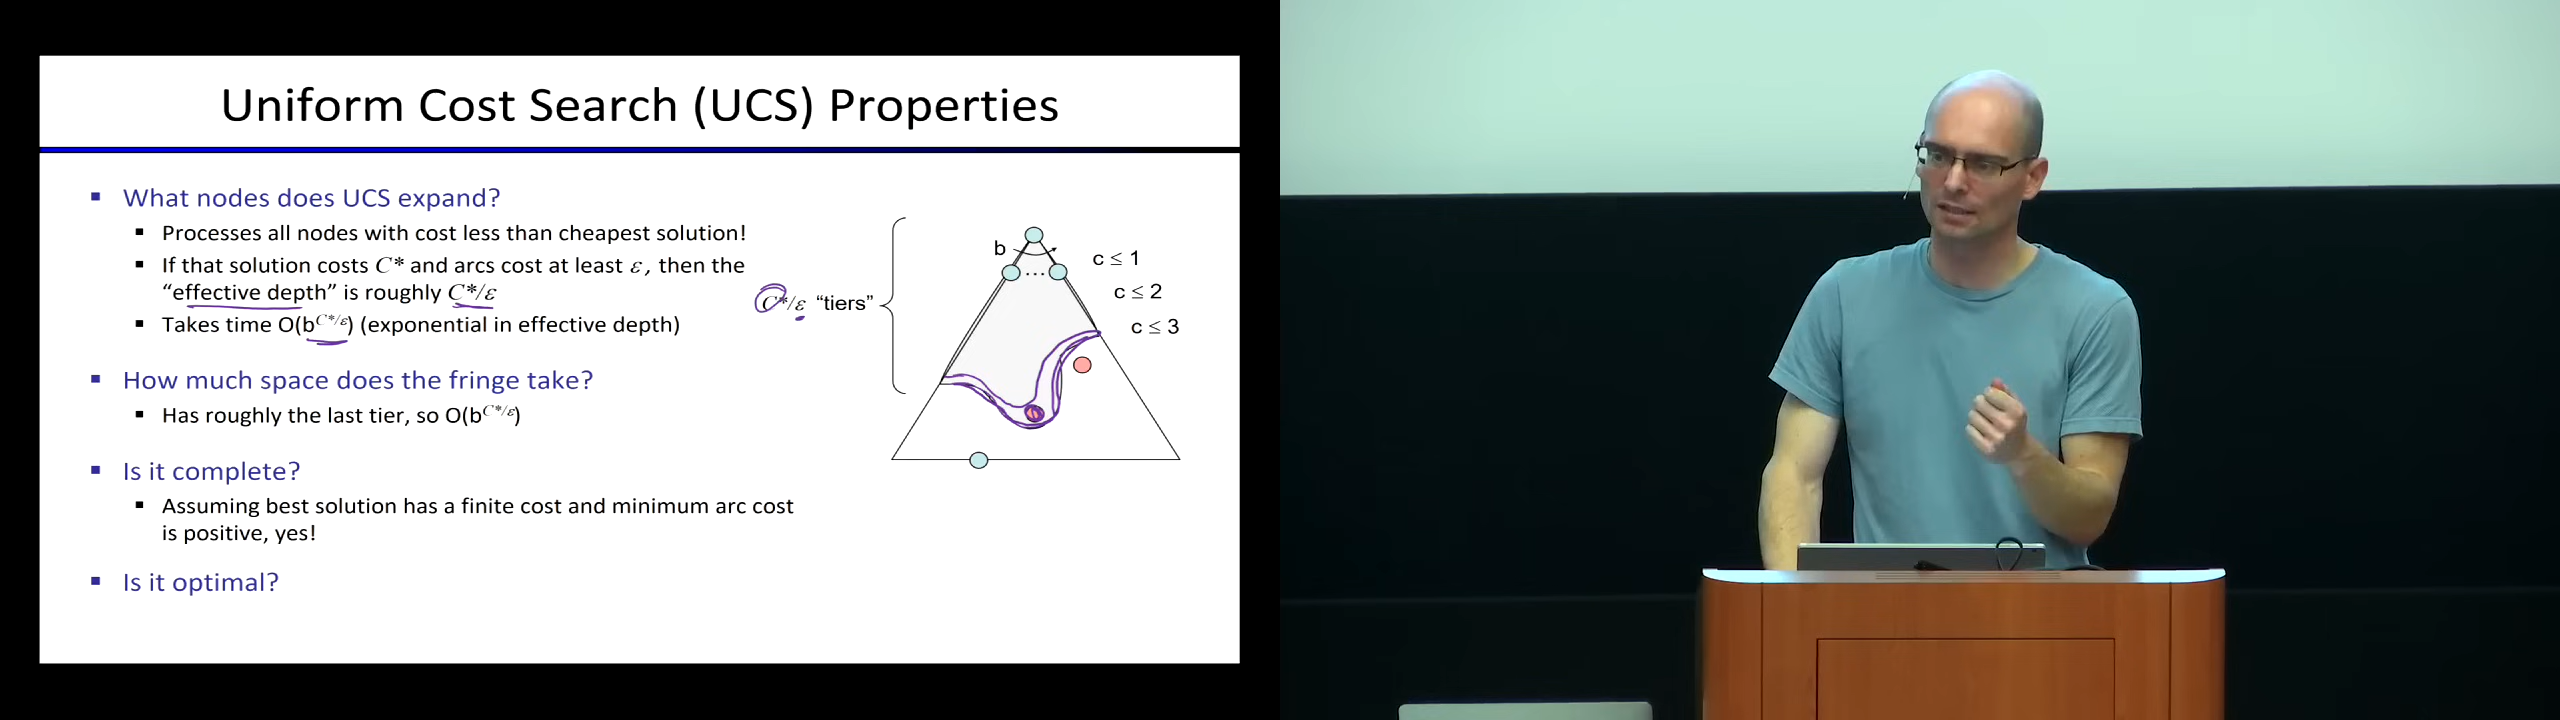 Uniform Cost Search (UCS) Properties
▪ What nodes does UCS expand?
▪ Processes all nodes with cost less than cheapest solution!
▪ If that solution costs C* and arcs cost at least ε, then the
“effective depth” is roughly C*/ε
▪ Takes time O(b^{C*/ε}) (exponential in effective depth)
▪ How much space does the fringe take?
▪ Has roughly the last tier, so O(b^{C*/ε})
▪ Is it complete?
▪ Assuming best solution has a finite cost and minimum arc cost
is positive, yes!
▪ Is it optimal?
b
…
c ≤ 1
c ≤ 2
c ≤ 3
C*/ε “tiers”